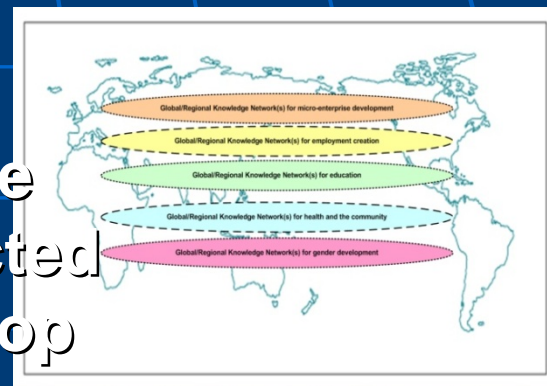 Global/Regional Knowledge Network(s) for micro-enterprise development
Global/Regional Knowledge Network(s) for employment creation
Global/Regional Knowledge Network(s) for education
Global/Regional Knowledge Network(s) for health and the community
Global/Regional Knowledge Network(s) for gender development